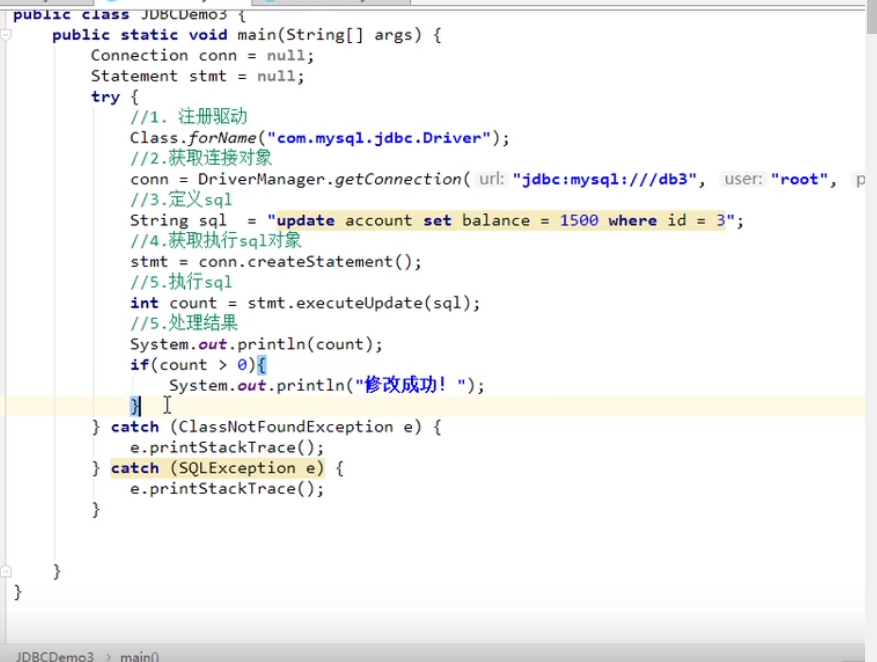 public class JDBCDemo3 {
public static void main(String[] args) {
Connection conn = null;
Statement stmt = null;
try {
//1. 注册驱动
Class.forName("com.mysql.jdbc.Driver");
//2.获取连接对象
conn = DriverManager.getConnection( url: "jdbc:mysql:///db3", user: "root", p
//3.定义sql
String sql = "update account set balance = 1500 where id = 3";
//4.获取执行sql对象
stmt = conn.createStatement();
//5.执行sql
int count = stmt.executeUpdate(sql);
//5.处理结果
System.out.println(count);
if(count > 0){
System.out.println("修改成功! ");
}
} catch (ClassNotFoundException e) {
e.printStackTrace();
} catch (SQLException e) {
e.printStackTrace();
}
}
}
JDBCDemo3 › main()